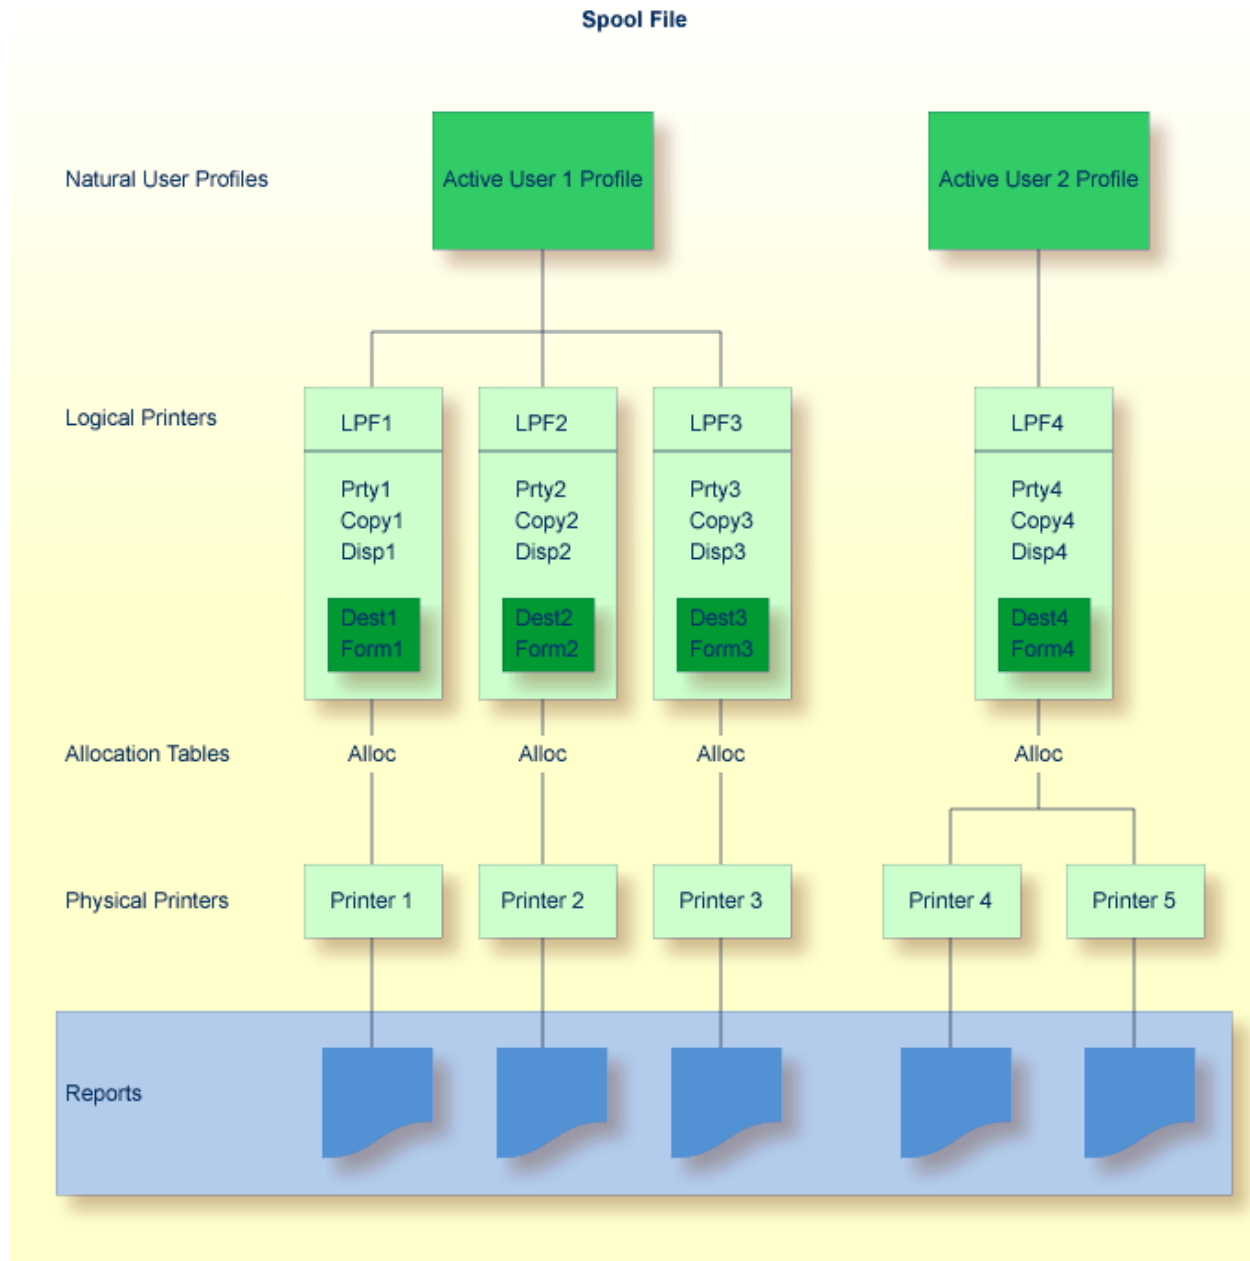 Spool File
Natural User Profiles
Active User 1 Profile
Active User 2 Profile
Logical Printers
LPF1
Prty1
Copy1
Disp1
Dest1
Form1
LPF2
Prty2
Copy2
Disp2
Dest2
Form2
LPF3
Prty3
Copy3
Disp3
Dest3
Form3
LPF4
Prty4
Copy4
Disp4
Dest4
Form4
Allocation Tables
Alloc
Alloc
Alloc
Alloc
Physical Printers
Printer 1
Printer 2
Printer 3
Printer 4
Printer 5
Reports